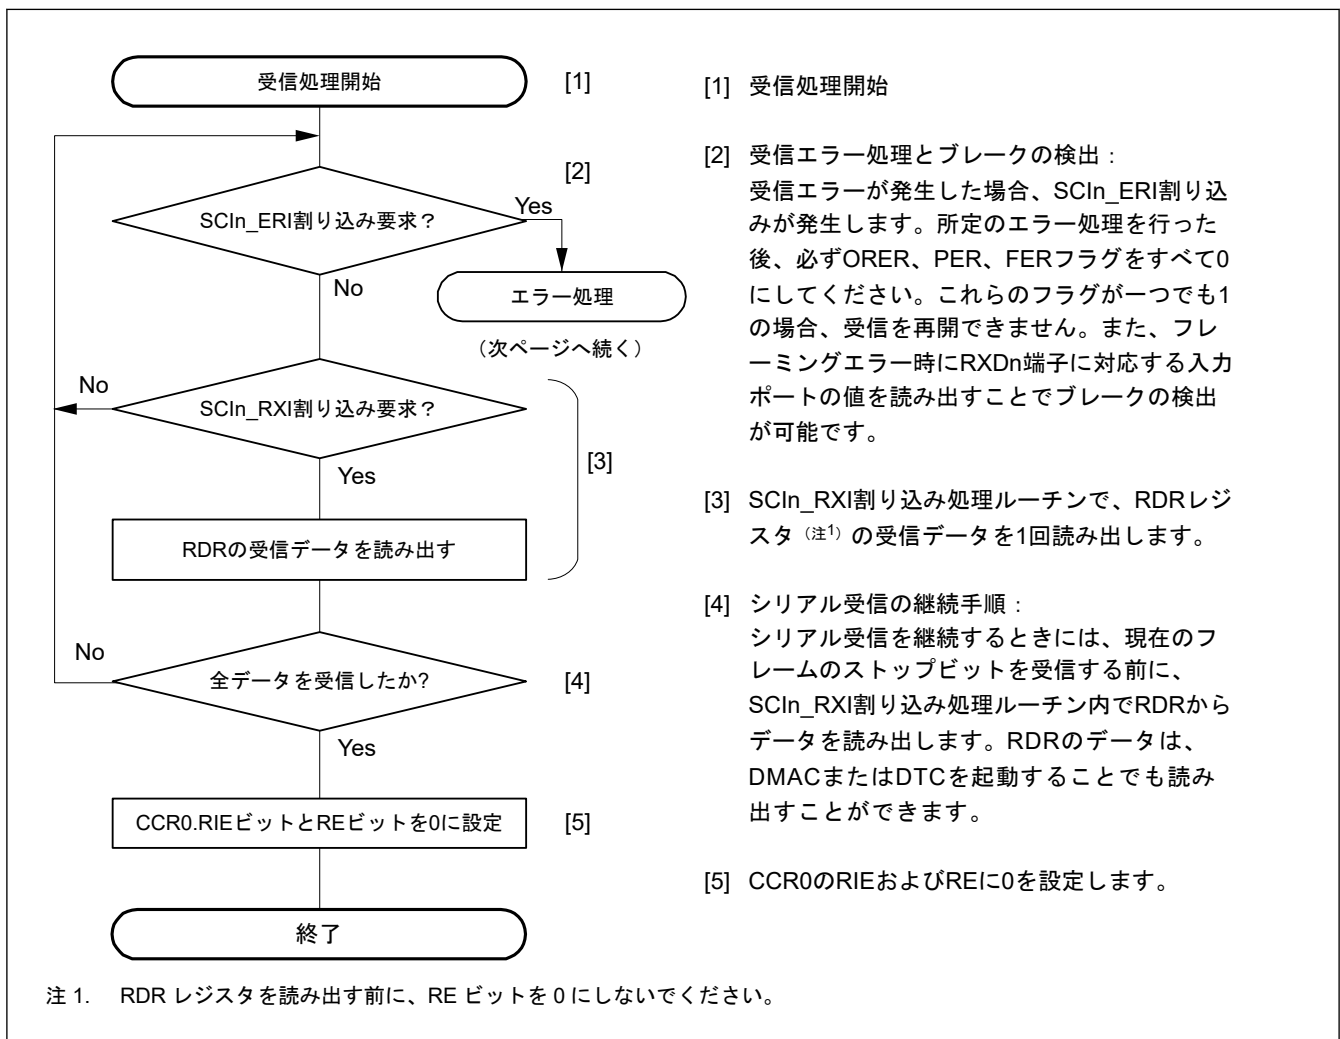 受信処理開始
[1]
SCIn_ERI割り込み要求？
[2]
Yes
No
エラー処理
（次ページへ続く）
No
SCIn_RXI割り込み要求？
Yes
[3]
RDRの受信データを読み出す
No
全データを受信したか?
[4]
Yes
CCR0.RIEビットとREビットを0に設定
[5]
終了
[1] 受信処理開始
[2] 受信エラー処理とブレークの検出：
受信エラーが発生した場合、SCIn_ERI割り込
みが発生します。所定のエラー処理を行った
後、必ずORER、PER、FERフラグをすべて0
にしてください。これらのフラグが一つでも1
の場合、受信を再開できません。また、フレ
ーミングエラー時にRXDn端子に対応する入力
ポートの値を読み出すことでブレークの検出
が可能です。
[3] SCIn_RXI割り込み処理ルーチンで、RDRレジ
スタ（注1）の受信データを1回読み出します。
[4] シリアル受信の継続手順：
シリアル受信を継続するときには、現在のフ
レームのストップビットを受信する前に、
SCIn_RXI割り込み処理ルーチン内でRDRから
データを読み出します。RDRのデータは、
DMACまたはDTCを起動することでも読み
出すことができます。
[5] CCR0のRIEおよびREに0を設定します。
注 1. RDR レジスタを読み出す前に、RE ビットを 0 にしないでください。